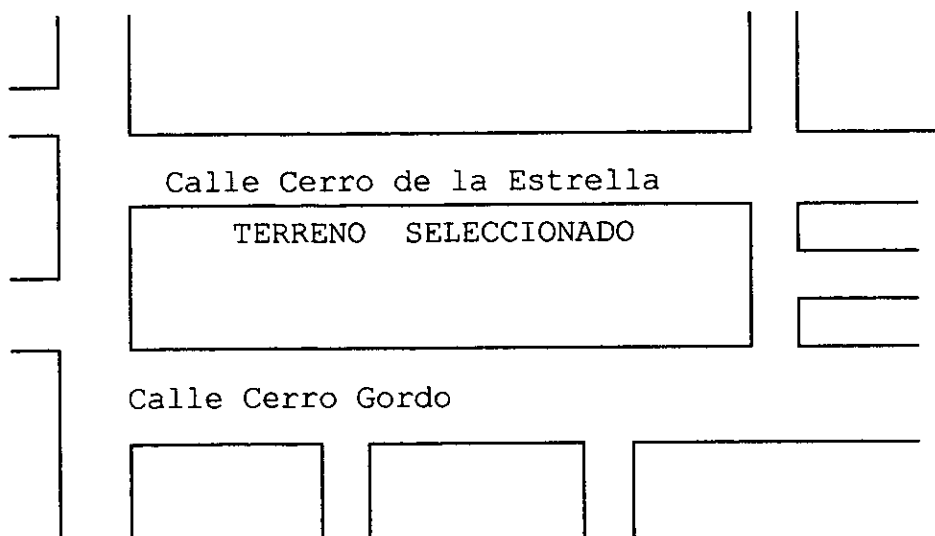 Calle Cerro de la Estrella
TERRENO SELECCIONADO
Calle Cerro Gordo